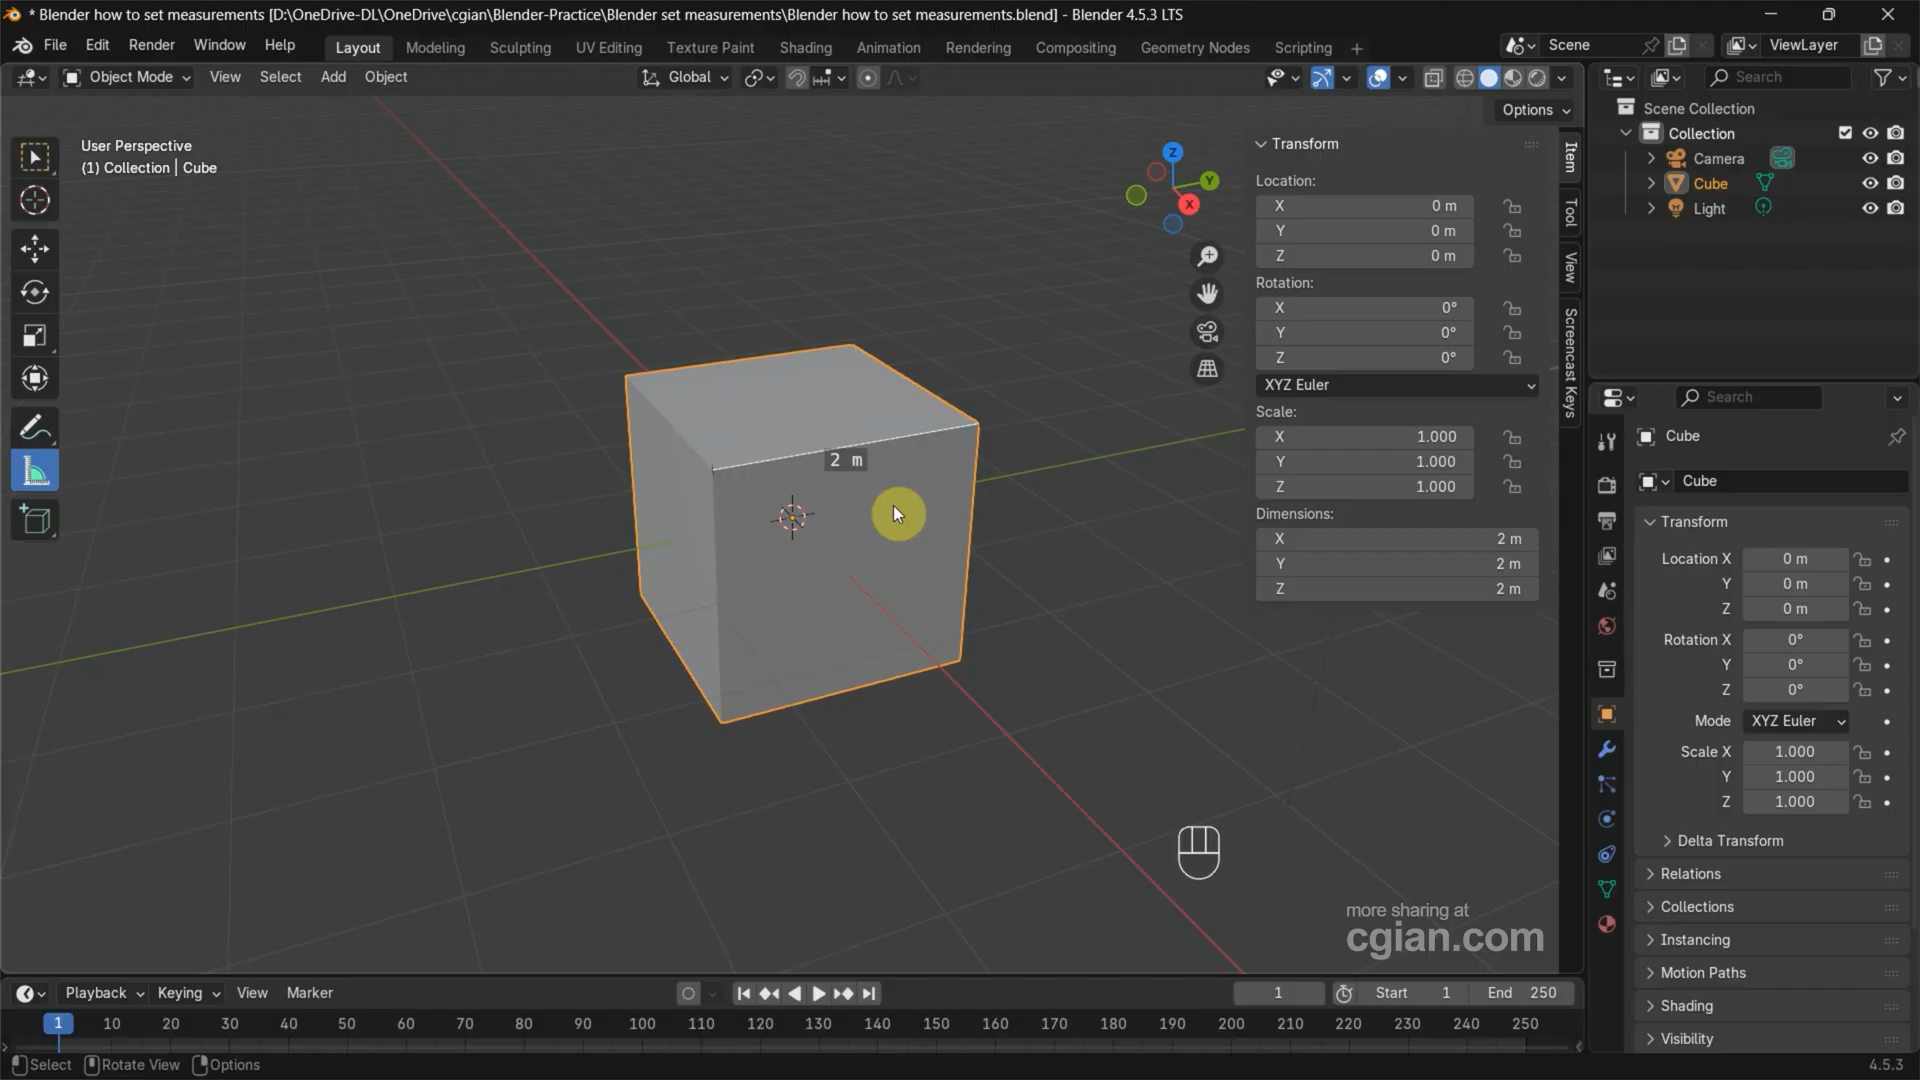 * Blender how to set measurements [D:\OneDrive-DL\OneDrive\cgian\Blender-Practice\Blender set measurements\Blender how to set measurements.blend] - Blender 4.5.3 LTS
File Edit Render Window Help Layout Modeling Sculpting UV Editing Texture Paint Shading Animation Rendering Compositing Geometry Nodes Scripting + Scene ViewLayer
Object Mode View Select Add Object Global Search
Options
User Perspective
(1) Collection | Cube
Z
Y
X
2 m
Transform
Location:
X 0 m
Y 0 m
Z 0 m
Rotation:
X 0°
Y 0°
Z 0°
XYZ Euler
Scale:
X 1.000
Y 1.000
Z 1.000
Dimensions:
X 2 m
Y 2 m
Z 2 m
Item
Tool
View
Screencast Keys
Scene Collection
Collection
Camera
Cube
Light
Search
Cube
Cube
Transform
Location X 0 m
Y 0 m
Z 0 m
Rotation X 0°
Y 0°
Z 0°
Mode XYZ Euler
Scale X 1.000
Y 1.000
Z 1.000
Delta Transform
Relations
Collections
Instancing
Motion Paths
Shading
Visibility
more sharing at
cgian.com
Playback Keying View Marker 1 Start 1 End 250
1 10 20 30 40 50 60 70 80 90 100 110 120 130 140 150 160 170 180 190 200 210 220 230 240 250
Select Rotate View Options 4.5.3